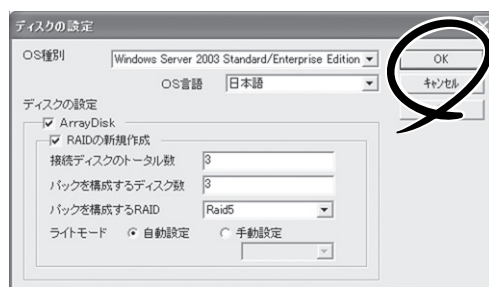 ディスクの設定
OS種別 Windows Server 2003 Standard/Enterprise Edition
OK
OS言語 日本語
キャンセル
ディスクの設定
ArrayDisk
RAIDの新規作成
接続ディスクのトータル数 3
パックを構成するディスク数 3
パックを構成するRAID Raid5
ライトモード 自動設定 手動設定